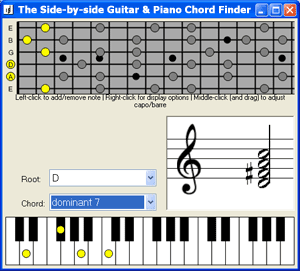 The Side-by-side Guitar & Piano Chord Finder
E
B
G
D
A
E
Left-click to add/remove note | Right-click for display options | Middle-click (and drag) to adjust
capo/barre
Root: D
Chord: dominant 7